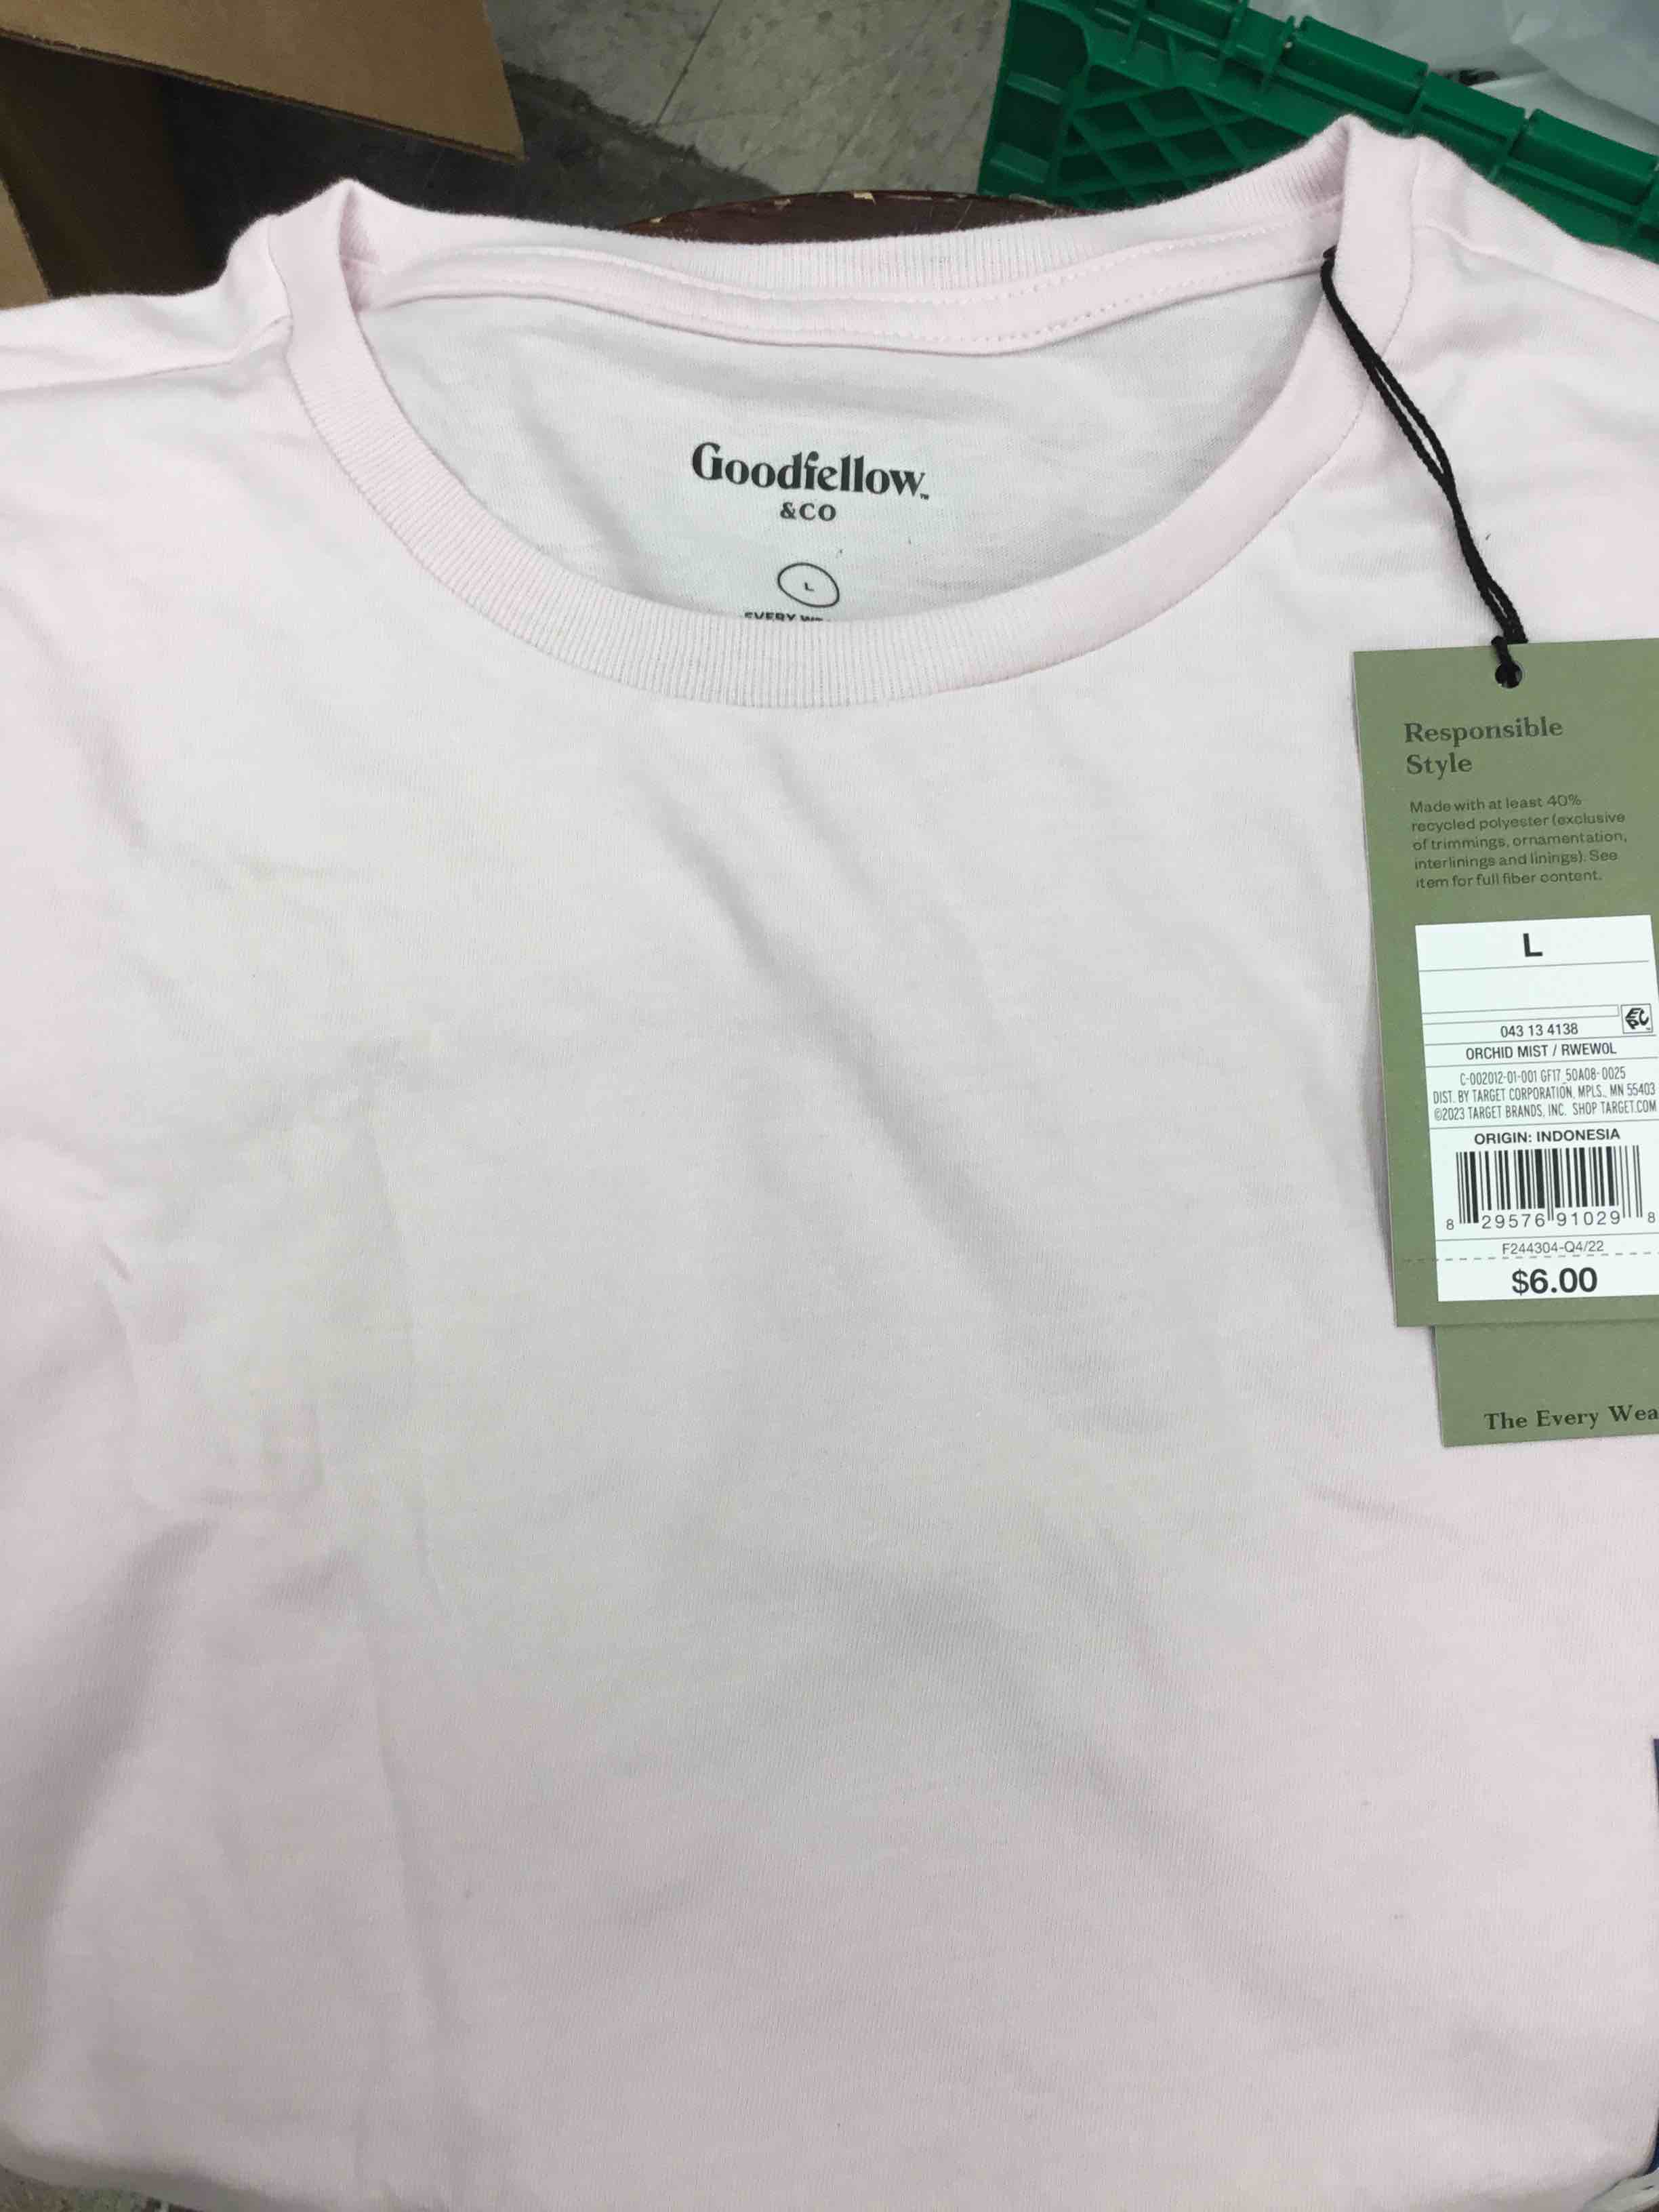 Goodfellow™
&CO
L
EVERY
Responsible
Style
Made with at least 40%
recycled polyester (exclusive
of trimmings, ornamentation,
interlinings and linings). See
item for full fiber content.
L
043 13 4138
ORCHID MIST / RWEWOL
C-002012-01-001 GF17_50A08-0025
DIST. BY TARGET CORPORATION, MPLS., MN 55403
©2023 TARGET BRANDS, INC. SHOP TARGET.COM
ORIGIN: INDONESIA
8 29576 91029 8
F244304-Q4/22
$6.00
The Every Wea